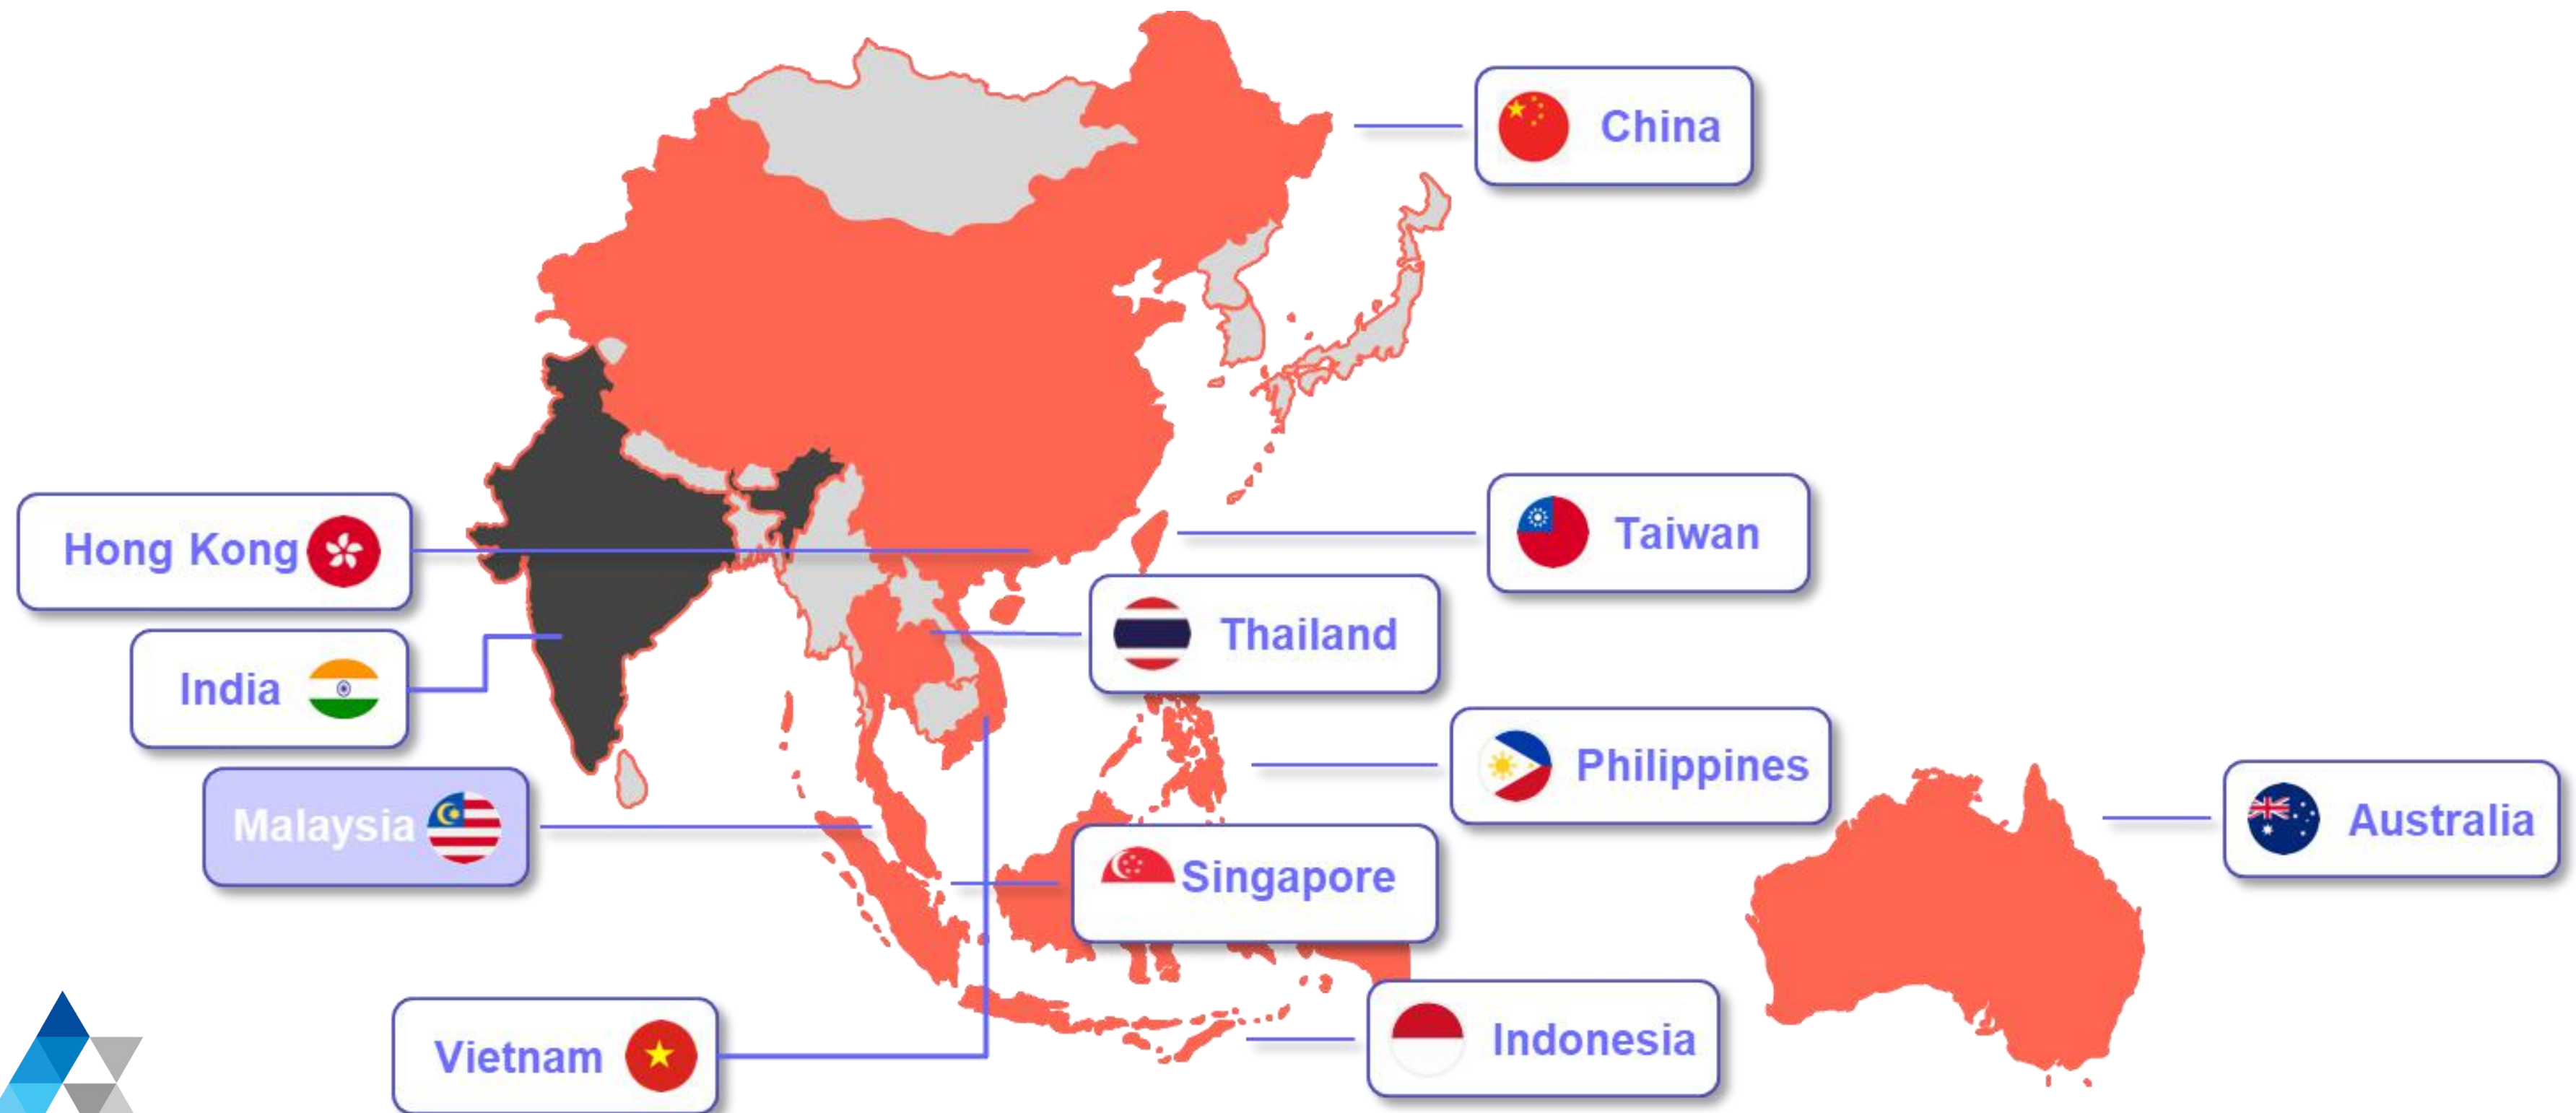 China
Hong Kong
Taiwan
Thailand
India
Philippines
Malaysia
Australia
Singapore
Vietnam
Indonesia